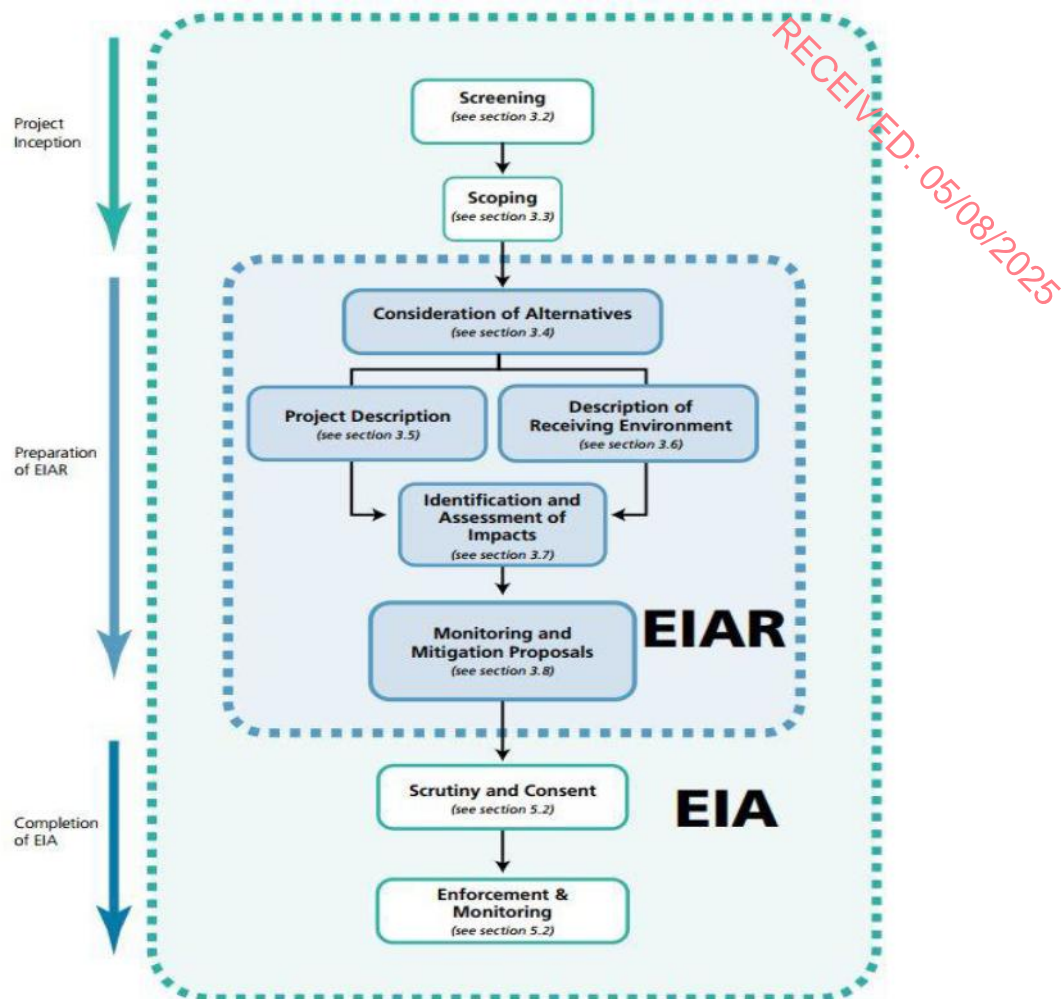 RECEIVED: 05/08/2025
Project
Inception
Screening
(see section 3.2)
Scoping
(see section 3.3)
Consideration of Alternatives
(see section 3.4)
Project Description
(see section 3.5)
Description of
Receiving Environment
(see section 3.6)
Preparation
of EIAR
Identification and
Assessment of
Impacts
(see section 3.7)
Monitoring and
Mitigation Proposals
(see section 3.8)
EIAR
Completion
of EIA
Scrutiny and Consent
(see section 5.2)
EIA
Enforcement &
Monitoring
(see section 5.2)